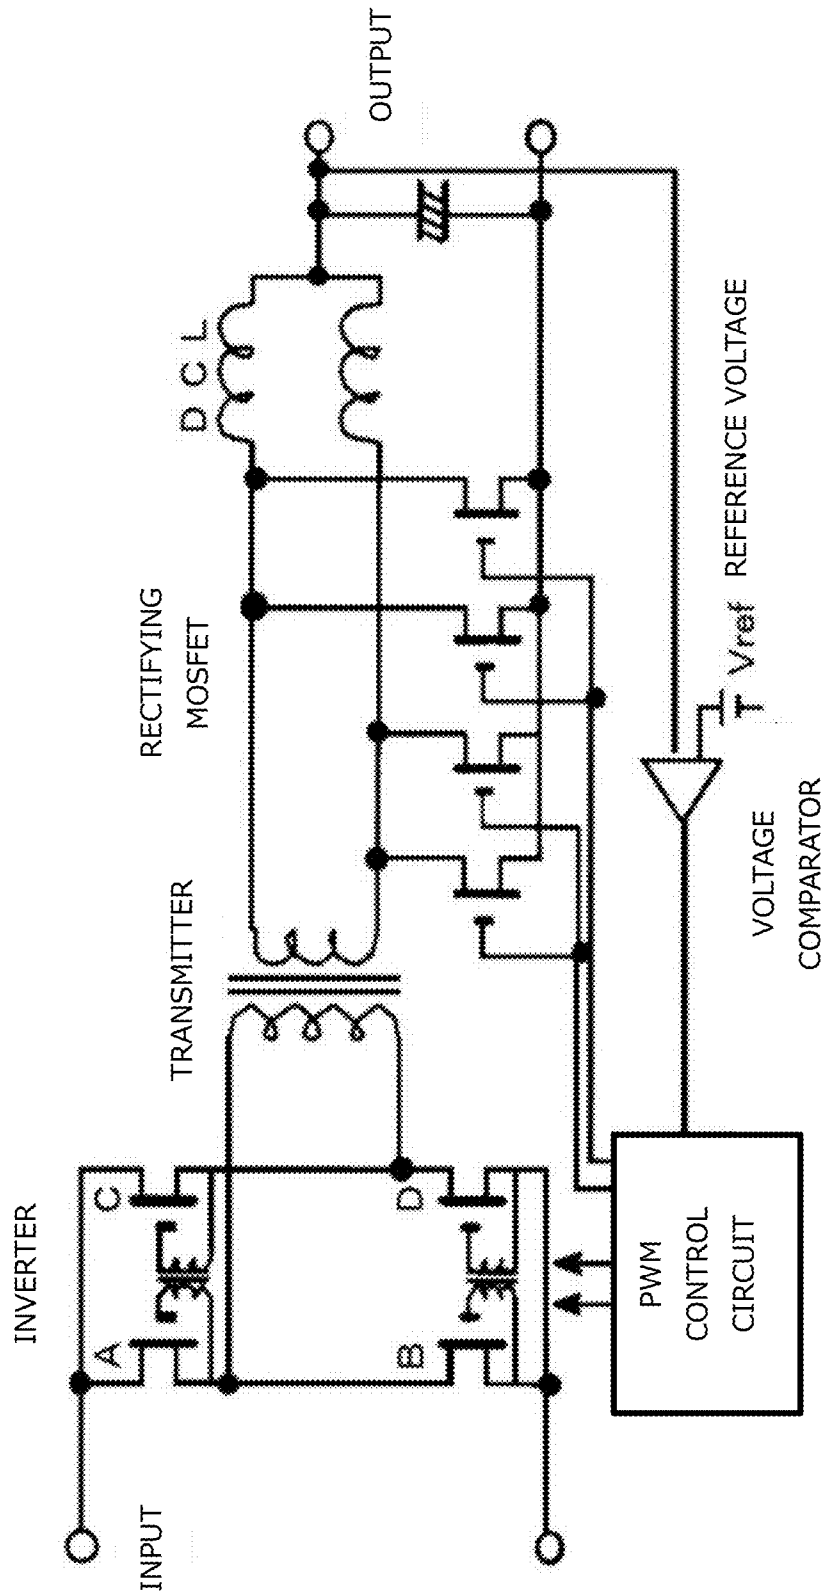 INVERTER
TRANSMITTER
RECTIFYING
MOSFET
D C L
OUTPUT
INPUT
A
C
B
D
PWM
CONTROL
CIRCUIT
VOLTAGE
COMPARATOR
Vref
REFERENCE VOLTAGE